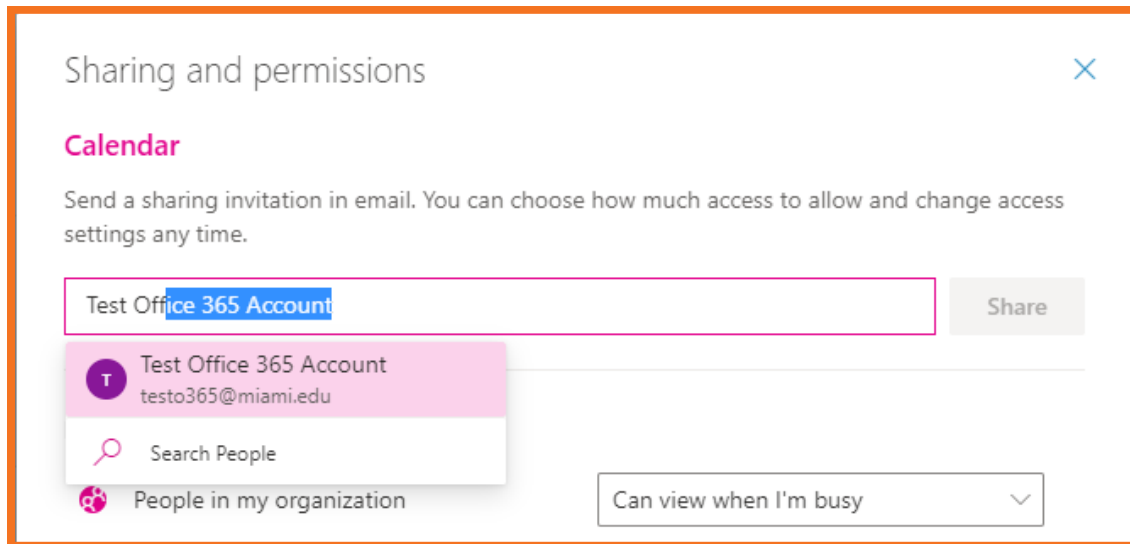 Sharing and permissions
Calendar
Send a sharing invitation in email. You can choose how much access to allow and change access
settings any time.
Test Office 365 Account
Share
T
Test Office 365 Account
testo365@miami.edu
Search People
People in my organization
Can view when I'm busy